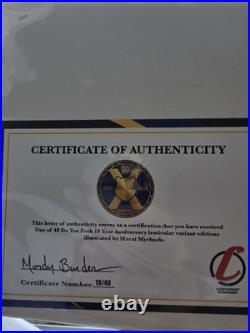 CERTIFICATE OF AUTHENTICITY
This letter of authenticity serves as a certification that you have received
One of 40 Do You Pooh 10 Year Anniversary lenticular variant editions
illustrated by Marat Mychaels.
Certificate Number 19/40